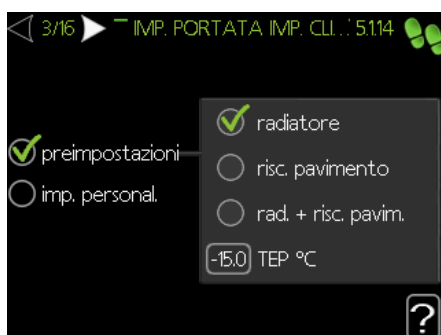 3/16 IMP. PORTATA IMP. CLI... 5.1.14
preimpostazioni
imp. personal.
radiatore
risc. pavimento
rad. + risc. pavim.
-15.0 TEP °C
?